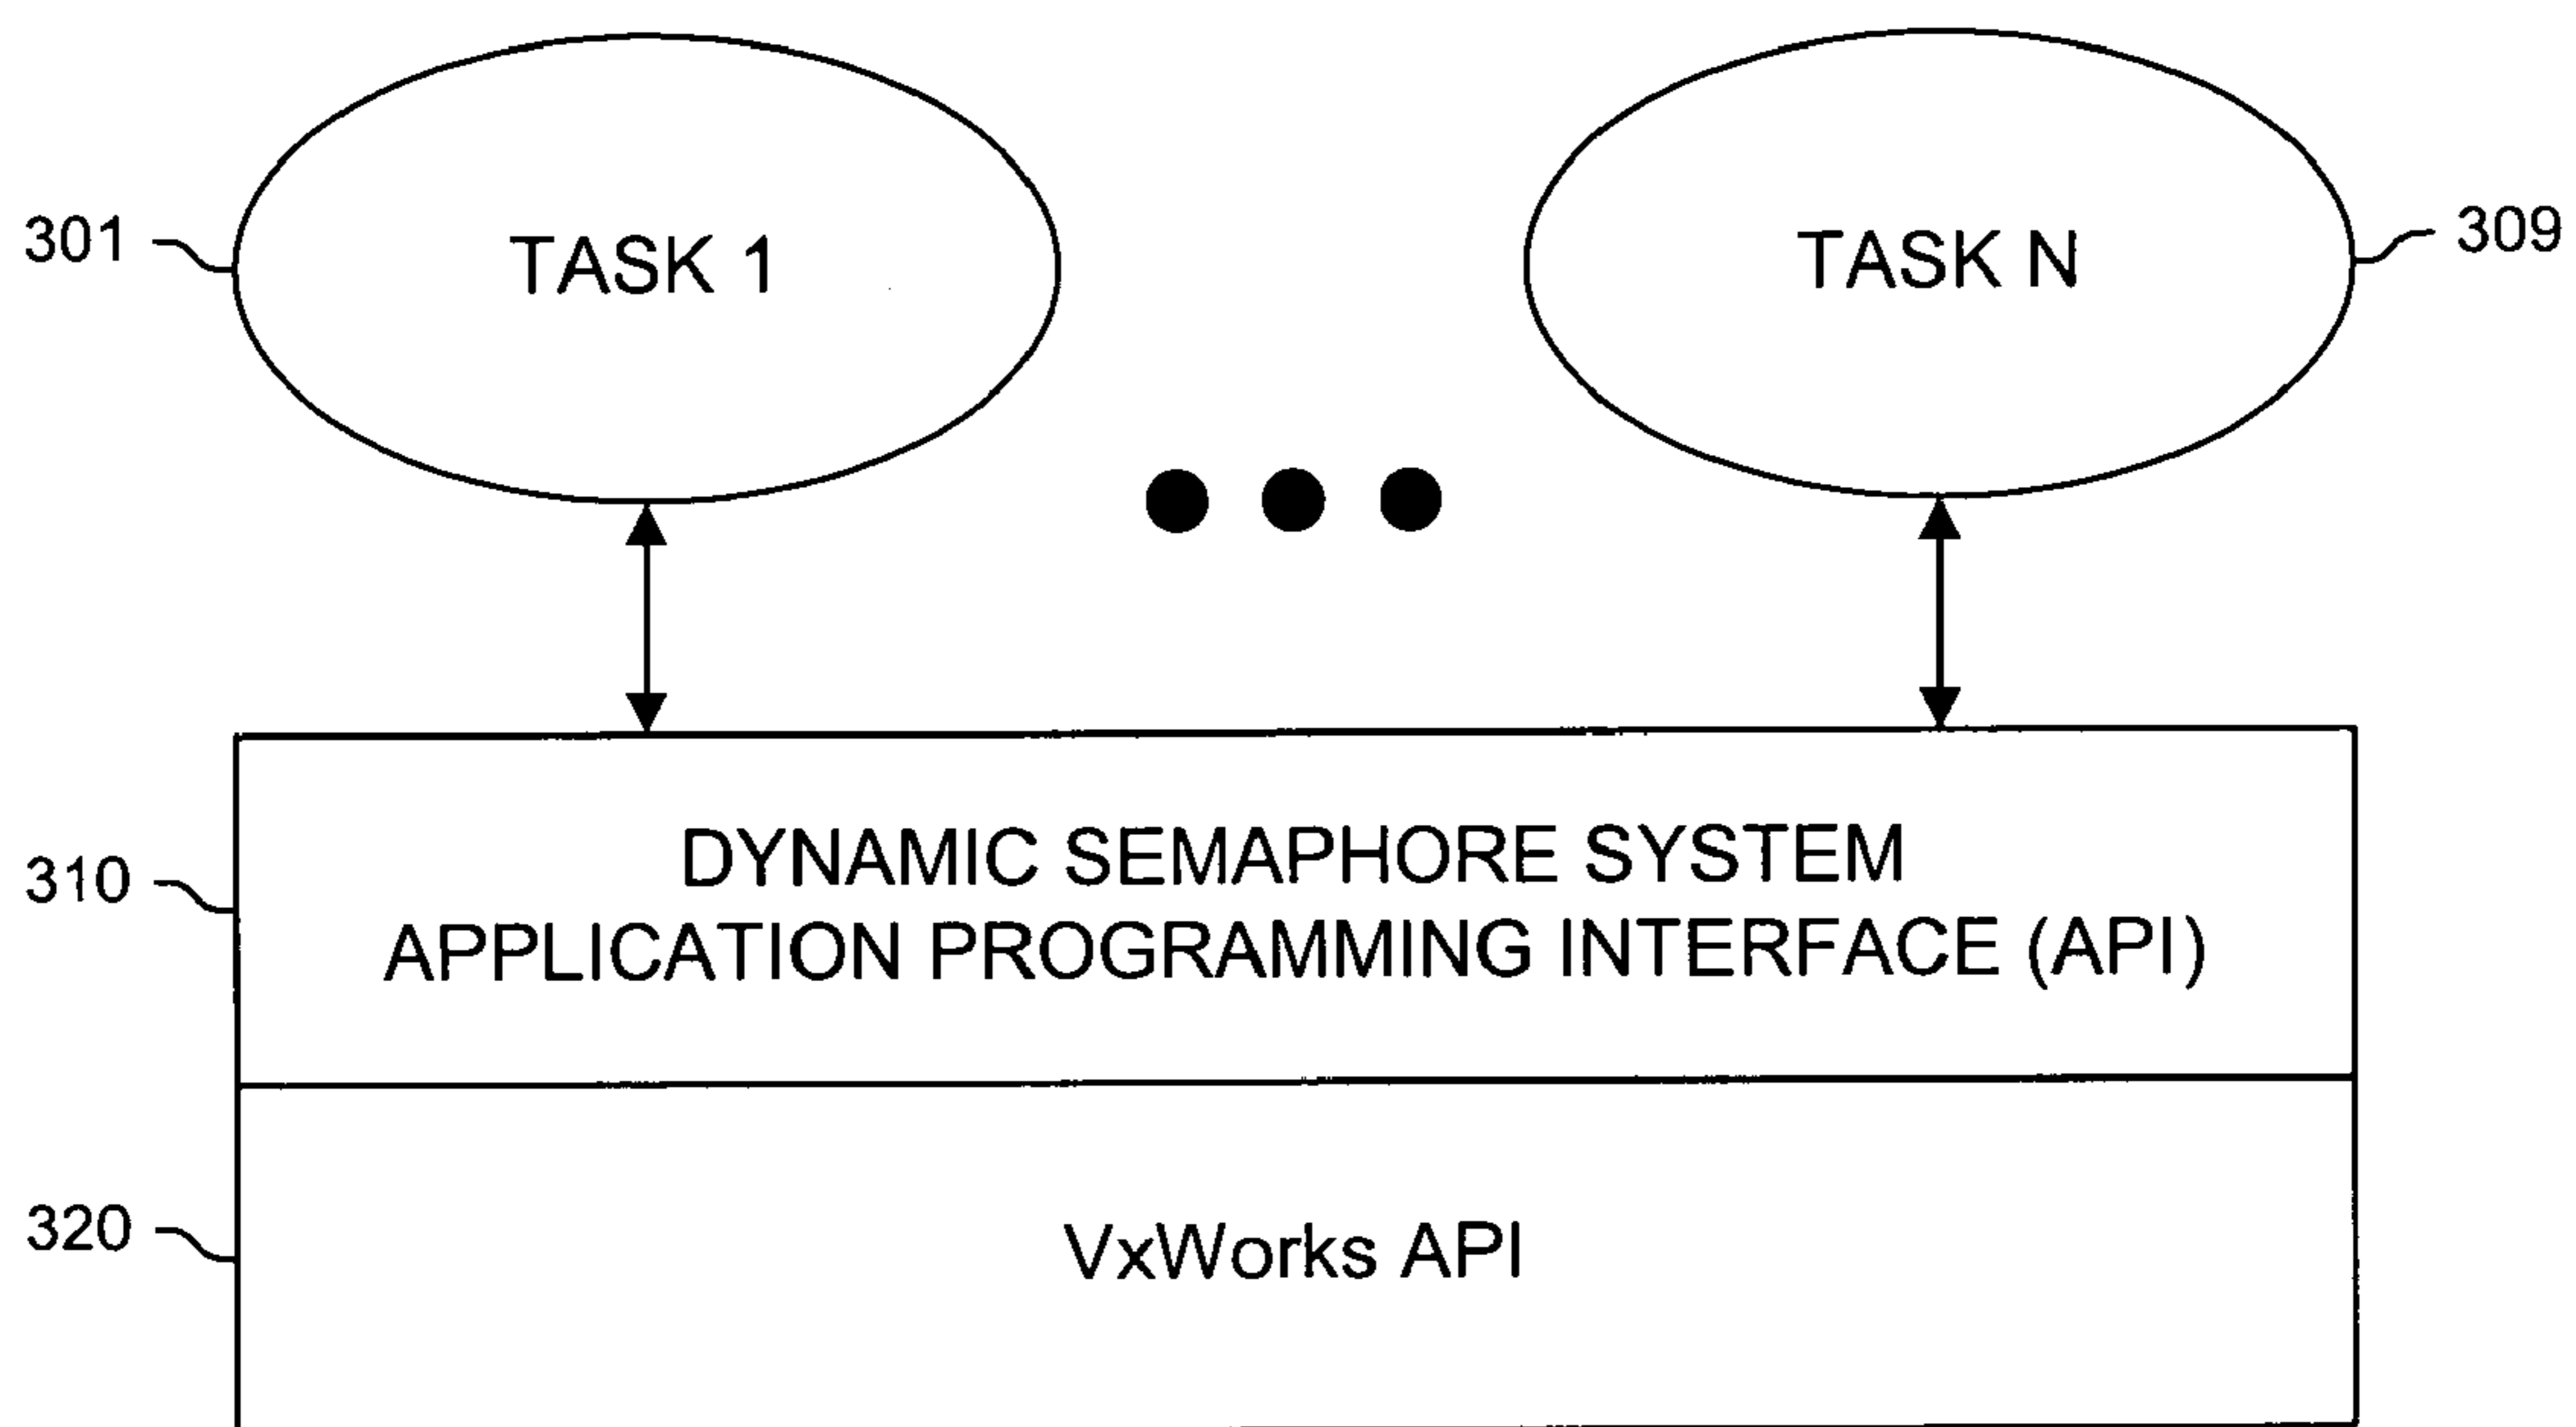 301
TASK 1
TASK N
309
310
DYNAMIC SEMAPHORE SYSTEM
APPLICATION PROGRAMMING INTERFACE (API)
320
VxWorks API